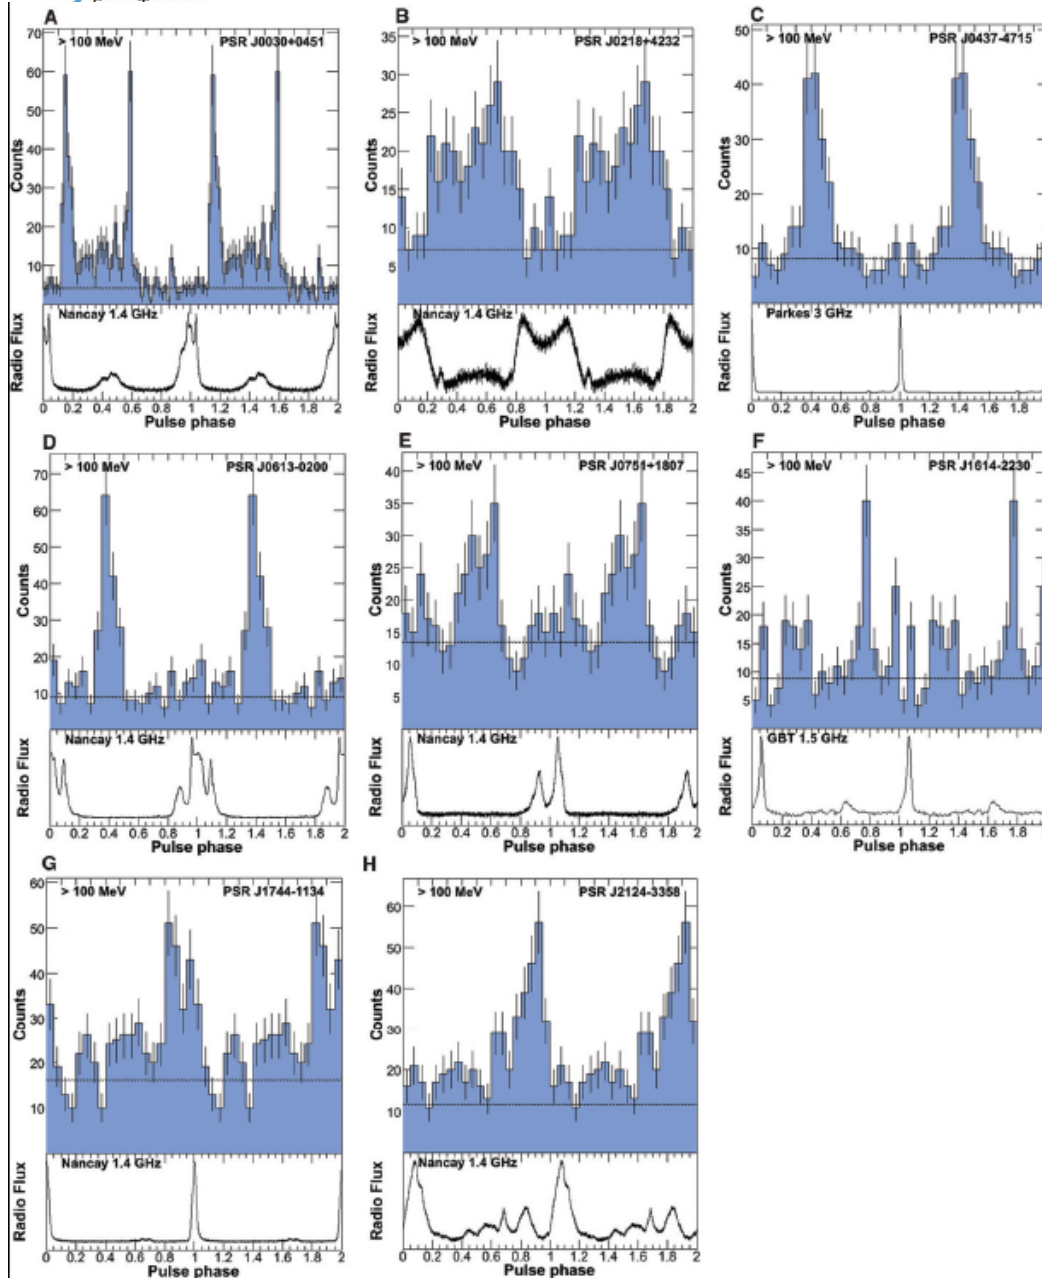 A
> 100 MeV
PSR J0030+0451
70
60
50
40
30
20
10
Counts
Nancay 1.4 GHz
Radio Flux
0 0.2 0.4 0.6 0.8 1 1.2 1.4 1.6 1.8 2
Pulse phase
B
> 100 MeV
PSR J0218+4232
35
30
25
20
15
10
5
Counts
Nancay 1.4 GHz
Radio Flux
0 0.2 0.4 0.6 0.8 1 1.2 1.4 1.6 1.8 2
Pulse phase
C
> 100 MeV
PSR J0437-4715
50
40
30
20
10
Counts
Parkes 3 GHz
Radio Flux
0 0.2 0.4 0.6 0.8 1 1.2 1.4 1.6 1.8 2
Pulse phase
D
> 100 MeV
PSR J0613-0200
70
60
50
40
30
20
10
Counts
Nancay 1.4 GHz
Radio Flux
0 0.2 0.4 0.6 0.8 1 1.2 1.4 1.6 1.8 2
Pulse phase
E
> 100 MeV
PSR J0751+1807
40
35
30
25
20
15
10
5
Counts
Nancay 1.4 GHz
Radio Flux
0 0.2 0.4 0.6 0.8 1 1.2 1.4 1.6 1.8 2
Pulse phase
F
> 100 MeV
PSR J1614-2230
45
40
35
30
25
20
15
10
5
Counts
GBT 1.5 GHz
Radio Flux
0 0.2 0.4 0.6 0.8 1 1.2 1.4 1.6 1.8 2
Pulse phase
G
> 100 MeV
PSR J1744-1134
60
50
40
30
20
10
Counts
Nancay 1.4 GHz
Radio Flux
0 0.2 0.4 0.6 0.8 1 1.2 1.4 1.6 1.8 2
Pulse phase
H
> 100 MeV
PSR J2124-3358
60
50
40
30
20
10
Counts
Nancay 1.4 GHz
Radio Flux
0 0.2 0.4 0.6 0.8 1 1.2 1.4 1.6 1.8 2
Pulse phase